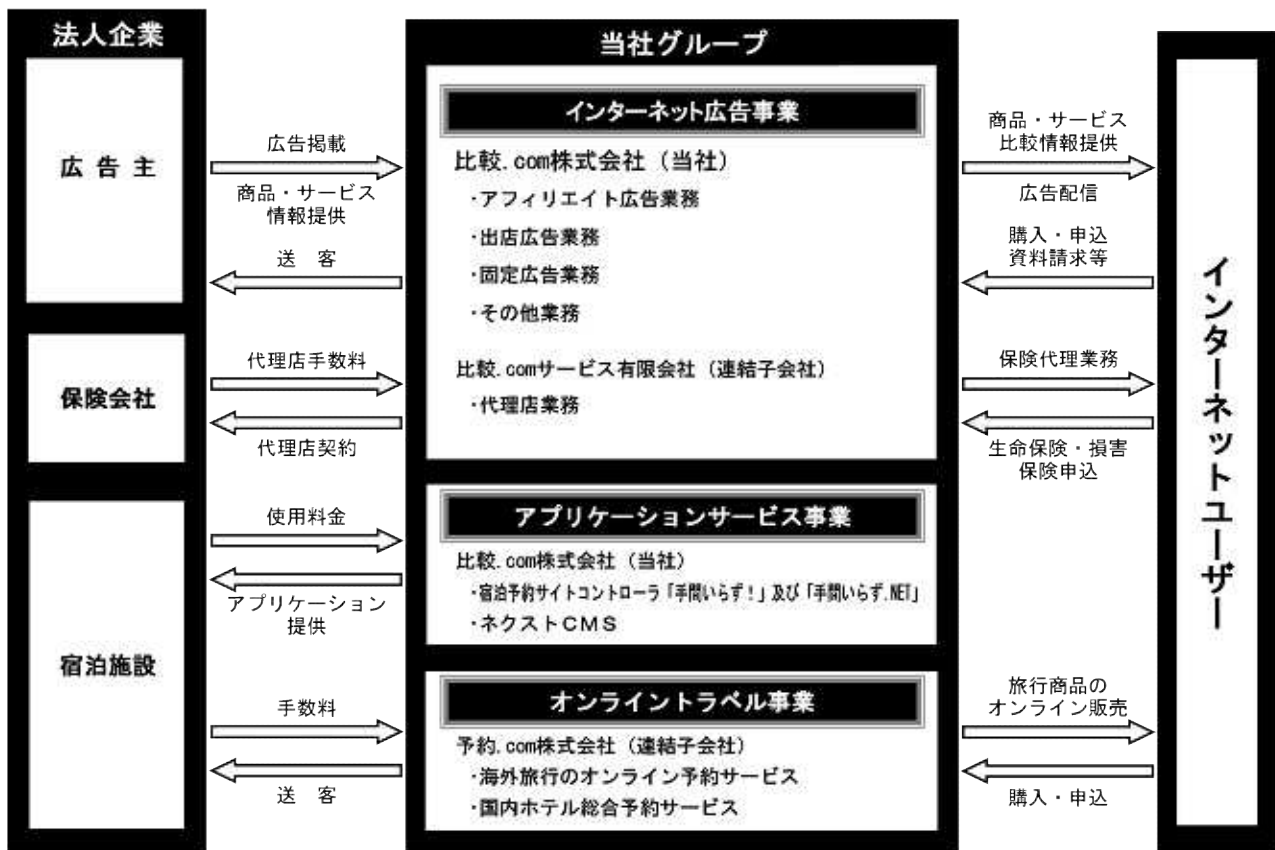 法人企業
広告主
保険会社
宿泊施設
広告掲載
商品・サービス
情報提供
送 客
代理店手数料
代理店契約
使用料金
アプリケーション
提供
手数料
送 客
当社グループ
インターネット広告事業
比較.com株式会社（当社）
・アフィリエイト広告業務
・出店広告業務
・固定広告業務
・その他業務
比較.comサービス有限会社（連結子会社）
・代理店業務
アプリケーションサービス事業
比較.com株式会社（当社）
・宿泊予約サイトコントローラ「手間いらず！」及び「手間いらず.NET」
・ネクストCMS
オンライントラベル事業
予約.com株式会社（連結子会社）
・海外旅行のオンライン予約サービス
・国内ホテル総合予約サービス
商品・サービス
比較情報提供
広告配信
購入・申込
資料請求等
保険代理業務
生命保険・損害
保険申込
旅行商品の
オンライン販売
購入・申込
インターネットユーザー